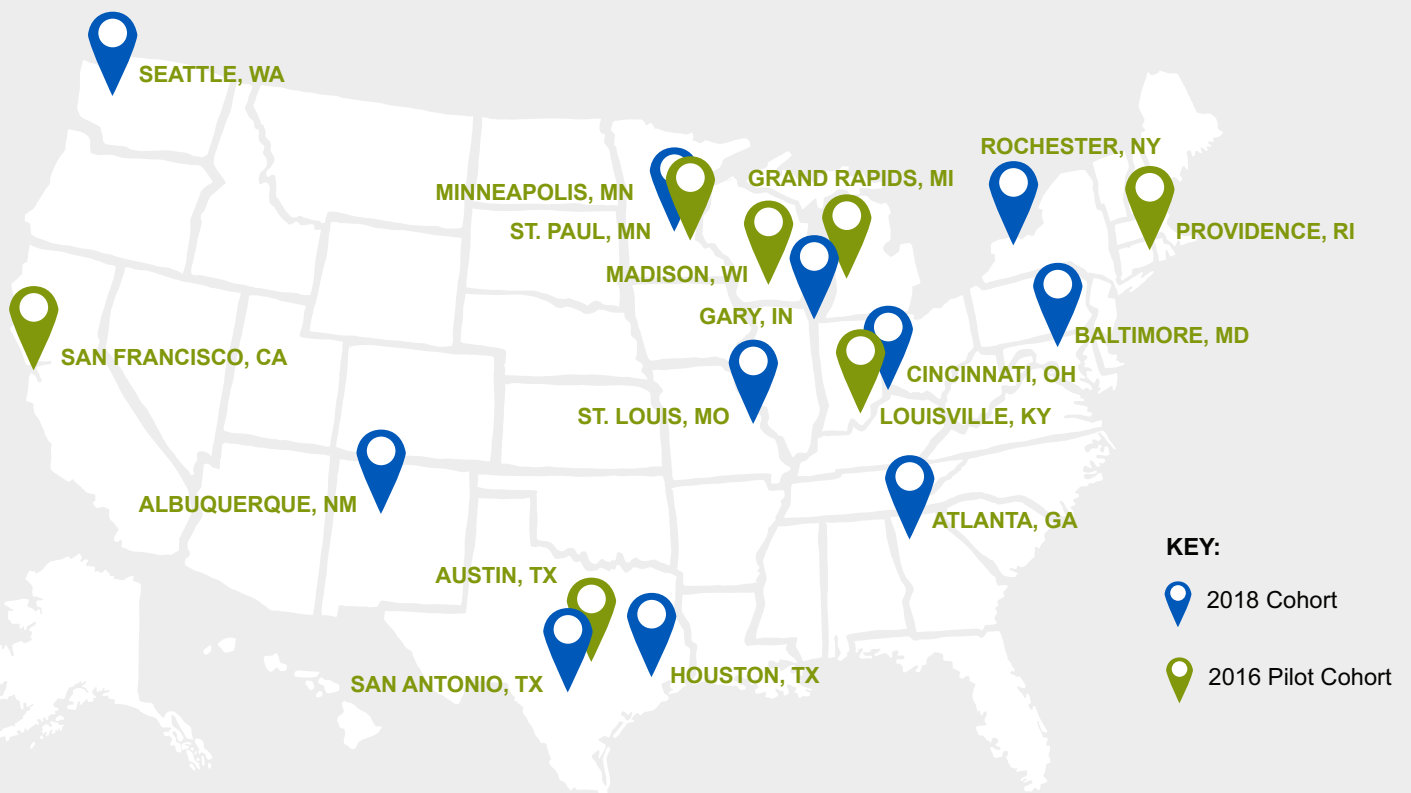 SEATTLE, WA
ROCHESTER, NY
GRAND RAPIDS, MI
MINNEAPOLIS, MN
ST. PAUL, MN
PROVIDENCE, RI
MADISON, WI
GARY, IN
BALTIMORE, MD
SAN FRANCISCO, CA
CINCINNATI, OH
ST. LOUIS, MO
LOUISVILLE, KY
ALBUQUERQUE, NM
ATLANTA, GA
KEY:
AUSTIN, TX
2018 Cohort
HOUSTON, TX
2016 Pilot Cohort
SAN ANTONIO, TX